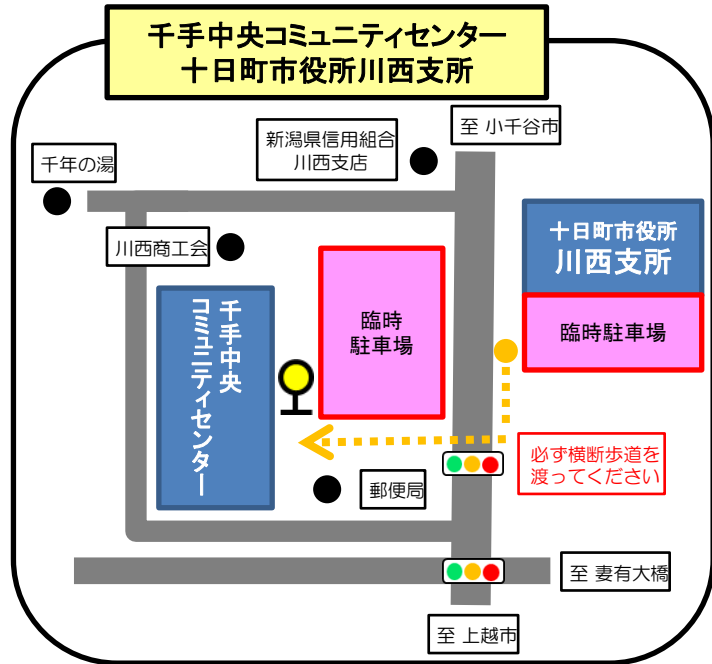 千手中央コミュニティセンター
十日町市役所川西支所
至 小千谷市
新潟県信用組合
川西支店
千年の湯
川西商工会
十日町市役所
川西支所
臨時
駐車場
臨時駐車場
千手中央
コミュニティセンター
必ず横断歩道を
渡ってください
郵便局
至 妻有大橋
至 上越市